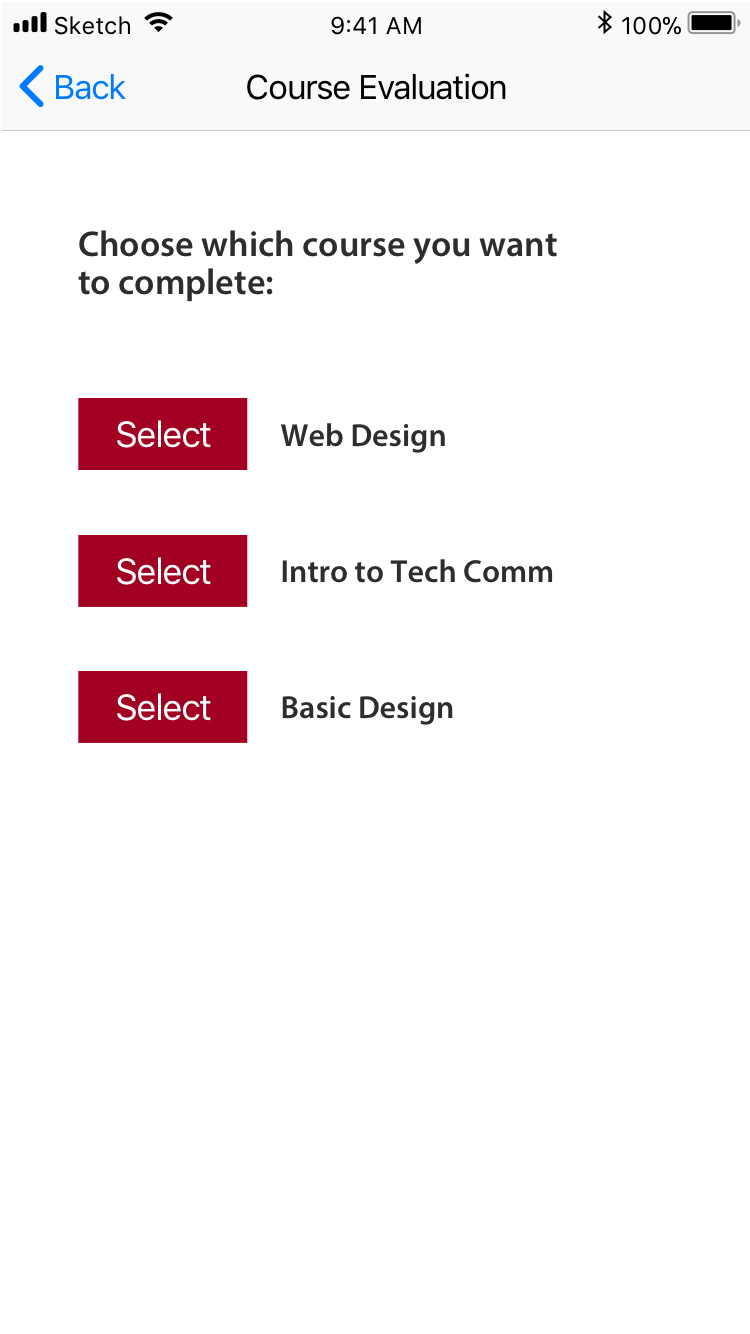 Sketch 9:41 AM 100%
Back Course Evaluation
Choose which course you want
to complete:
Select Web Design
Select Intro to Tech Comm
Select Basic Design